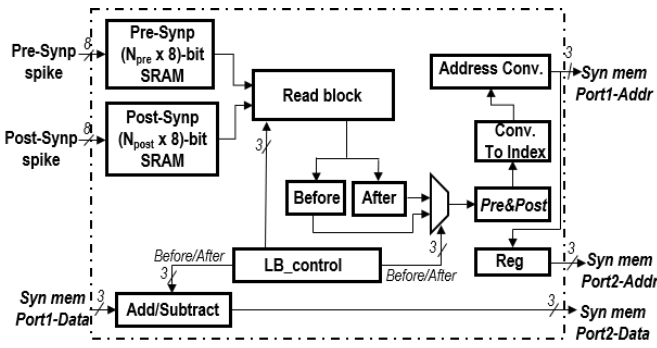 Pre-Synp
spike
8
Pre-Synp
(Npre x 8)-bit
SRAM
Post-Synp
spike
8
Post-Synp
(Npost x 8)-bit
SRAM
Read block
3
Before
After
Address Conv.
3
Syn mem
Port1-Addr
Conv.
To Index
Pre&Post
3
Reg
3
Syn mem
Port2-Addr
LB_control
Before/After
3
Before/After
Syn mem
Port1-Data
3
Add/Subtract
3
Syn mem
Port2-Data